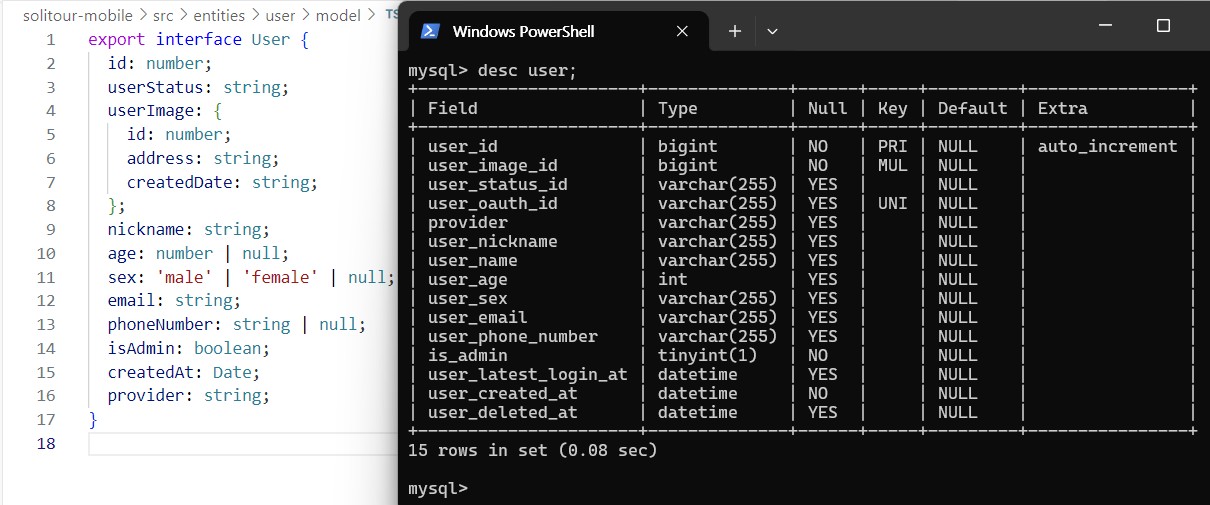 solitour-mobile > src > entities > user > model > TS
1 export interface User {
2 id: number;
3 userStatus: string;
4 userImage: {
5 id: number;
6 address: string;
7 createdDate: string;
8 };
9 nickname: string;
10 age: number | null;
11 sex: 'male' | 'female' | null;
12 email: string;
13 phoneNumber: string | null;
14 isAdmin: boolean;
15 createdAt: Date;
16 provider: string;
17 }
18
Windows PowerShell
mysql> desc user;
+----------------------+--------------+------+-----+---------+----------------+
| Field | Type | Null | Key | Default | Extra |
+----------------------+--------------+------+-----+---------+----------------+
| user_id | bigint | NO | PRI | NULL | auto_increment |
| user_image_id | bigint | NO | MUL | NULL | |
| user_status_id | varchar(255) | YES | | NULL | |
| user_oauth_id | varchar(255) | YES | UNI | NULL | |
| provider | varchar(255) | YES | | NULL | |
| user_nickname | varchar(255) | YES | | NULL | |
| user_name | varchar(255) | YES | | NULL | |
| user_age | int | YES | | NULL | |
| user_sex | varchar(255) | YES | | NULL | |
| user_email | varchar(255) | YES | | NULL | |
| user_phone_number | varchar(255) | YES | | NULL | |
| is_admin | tinyint(1) | NO | | NULL | |
| user_latest_login_at | datetime | YES | | NULL | |
| user_created_at | datetime | NO | | NULL | |
| user_deleted_at | datetime | YES | | NULL | |
+----------------------+--------------+------+-----+---------+----------------+
15 rows in set (0.08 sec)
mysql>